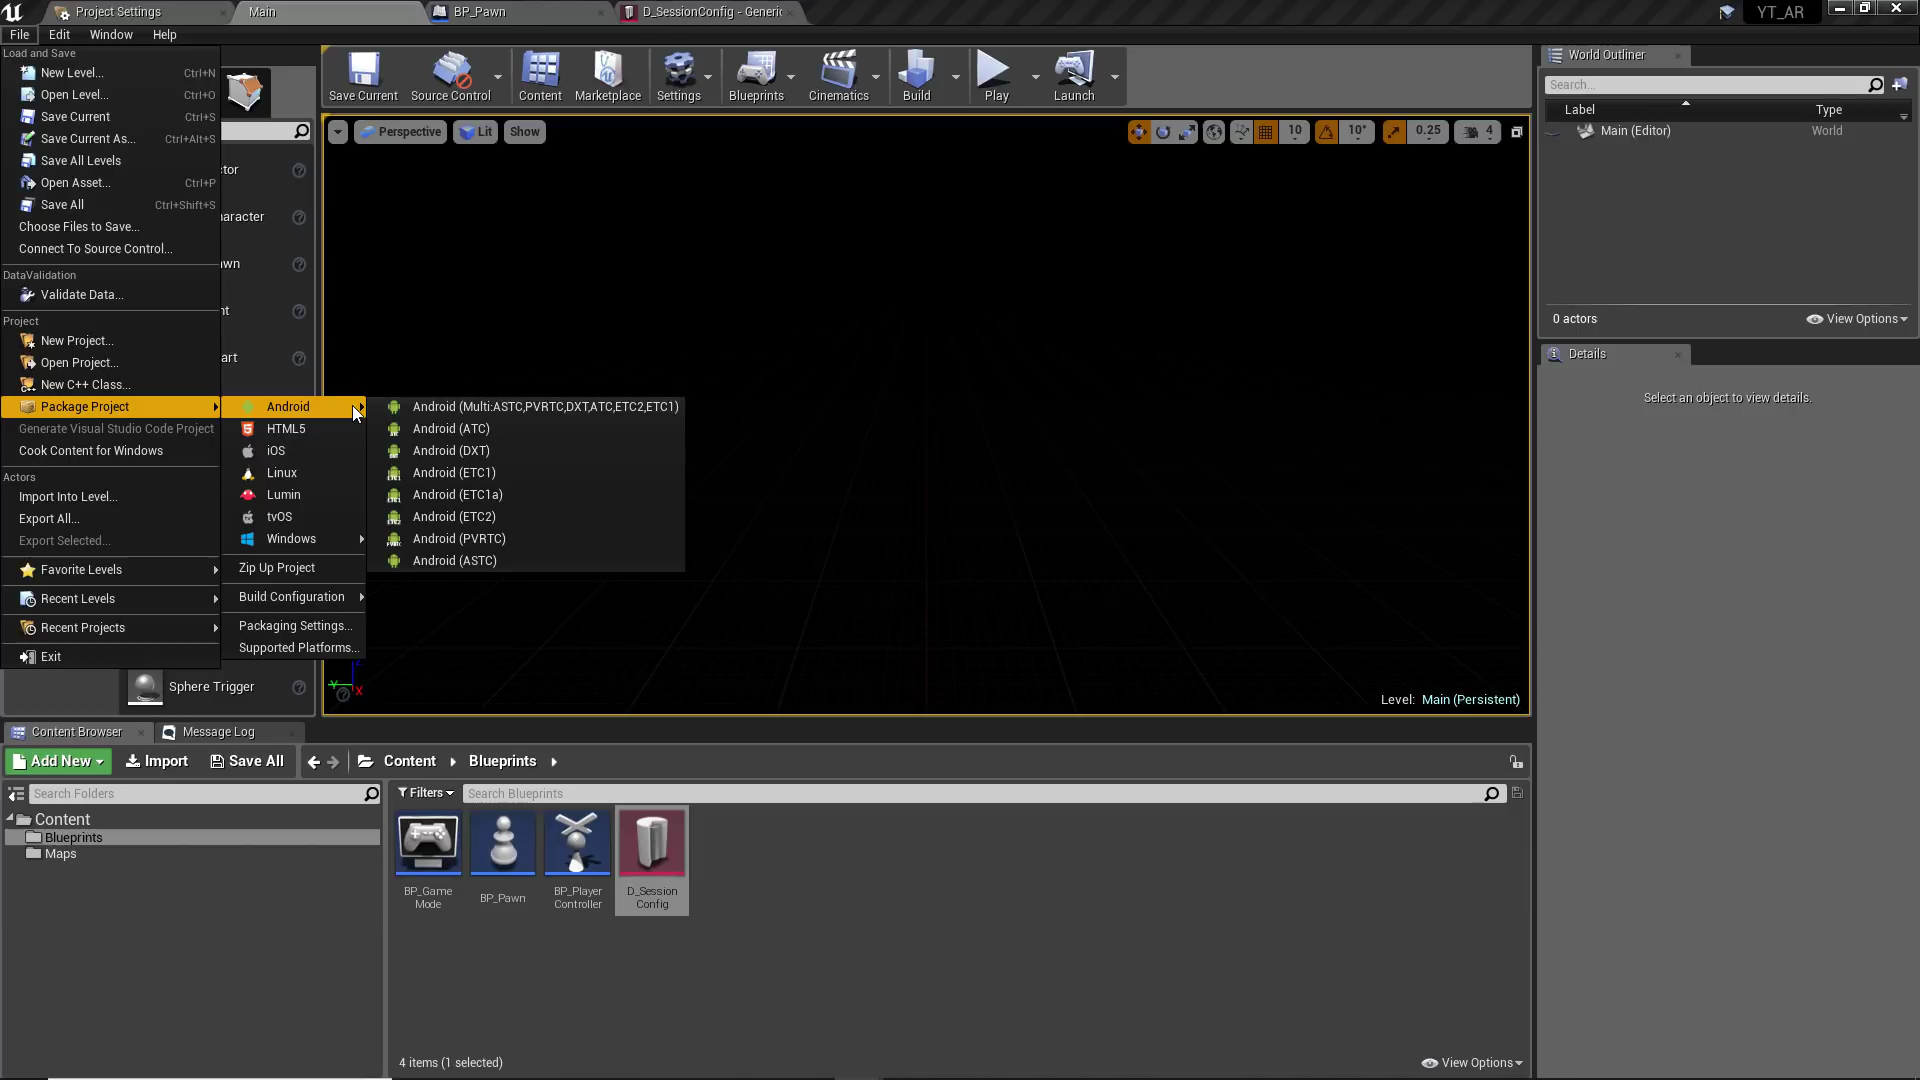 Project Settings
Main
BP_Pawn
D_SessionConfig - Generic
YT_AR
File
Edit
Window
Help
Load and Save
New Level... Ctrl+N
Open Level... Ctrl+O
Save Current Ctrl+S
Save Current As... Ctrl+Alt+S
Save All Levels
Open Asset... Ctrl+P
Save All Ctrl+Shift+S
Choose Files to Save...
Connect To Source Control...
DataValidation
Validate Data...
Project
New Project...
Open Project...
New C++ Class...
Package Project
Generate Visual Studio Code Project
Cook Content for Windows
Actors
Import Into Level...
Export All...
Export Selected...
Favorite Levels
Recent Levels
Recent Projects
Exit
Android
HTML5
iOS
Linux
Lumin
tvOS
Windows
Zip Up Project
Build Configuration
Packaging Settings...
Supported Platforms...
Android (Multi:ASTC,PVRTC,DXT,ATC,ETC2,ETC1)
Android (ATC)
Android (DXT)
Android (ETC1)
Android (ETC1a)
Android (ETC2)
Android (PVRTC)
Android (ASTC)
ctor
aracter
wn
nt
art
Sphere Trigger
Save Current
Source Control
Content
Marketplace
Settings
Blueprints
Cinematics
Build
Play
Launch
Perspective
Lit
Show
10
10°
0.25
4
Y
X
Level: Main (Persistent)
World Outliner
Search...
Label
Type
Main (Editor)
World
0 actors
View Options
Details
Select an object to view details.
Content Browser
Message Log
Add New
Import
Save All
Content
Blueprints
Search Folders
Filters
Search Blueprints
Content
Blueprints
Maps
BP_Game
Mode
BP_Pawn
BP_Player
Controller
D_Session
Config
4 items (1 selected)
View Options